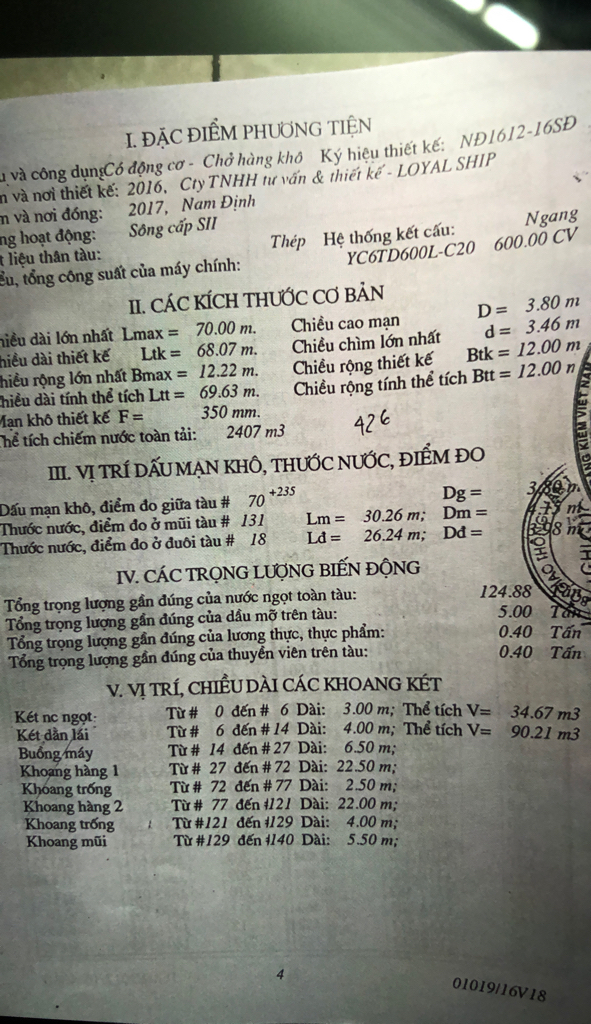 I. ĐẶC ĐIỂM PHƯƠNG TIỆN
và công dụng Có động cơ - Chở hàng khô Ký hiệu thiết kế: NĐ1612-16SĐ
và nơi thiết kế: 2016, Cty TNHH tư vấn & thiết kế - LOYAL SHIP
và nơi đóng: 2017, Nam Định
hoạt động: Sông cấp SII
liệu thân tàu: Thép Hệ thống kết cấu: Ngang
tổng công suất của máy chính: YC6TD600L-C20 600.00 CV
II. CÁC KÍCH THƯỚC CƠ BẢN
dài lớn nhất Lmax = 70.00 m. Chiều cao mạn D = 3.80 m
dài thiết kế Ltk = 68.07 m. Chiều chìm lớn nhất d = 3.46 m
rộng lớn nhất Bmax = 12.22 m. Chiều rộng thiết kế Btk = 12.00 m
dài tính thể tích Ltt = 69.63 m. Chiều rộng tính thể tích Btt = 12.00
khô thiết kế F = 350 mm.
tích chiếm nước toàn tải: 2407 m3 426
III. VỊ TRÍ DẤU MẠN KHÔ, THƯỚC NƯỚC, ĐIỂM ĐO
Dấu mạn khô, điểm đo giữa tàu # 70 +235 Dg =
Thước nước, điểm đo ở mũi tàu # 131 Lm = 30.26 m; Dm =
Thước nước, điểm đo ở đuôi tàu # 18 Lđ = 26.24 m; Dđ =
IV. CÁC TRỌNG LƯỢNG BIẾN ĐỘNG
Tổng trọng lượng gần đúng của nước ngọt toàn tàu: 124.88 Tấn
Tổng trọng lượng gần đúng của dầu mỡ trên tàu: 5.00 Tấn
Tổng trọng lượng gần đúng của lương thực, thực phẩm: 0.40 Tấn
Tổng trọng lượng gần đúng của thuyền viên trên tàu: 0.40 Tấn
V. VỊ TRÍ, CHIỀU DÀI CÁC KHOANG KÉT
Két nc ngọt: Từ # 0 đến # 6 Dài: 3.00 m; Thể tích V= 34.67 m3
Két dằn lái Từ # 6 đến # 14 Dài: 4.00 m; Thể tích V= 90.21 m3
Buồng máy Từ # 14 đến # 27 Dài: 6.50 m;
Khoang hàng 1 Từ # 27 đến # 72 Dài: 22.50 m;
Khoang trống Từ # 72 đến # 77 Dài: 2.50 m;
Khoang hàng 2 Từ # 77 đến #121 Dài: 22.00 m;
Khoang trống Từ #121 đến #129 Dài: 4.00 m;
Khoang mũi Từ #129 đến #140 Dài: 5.50 m;
4
01019/16V18